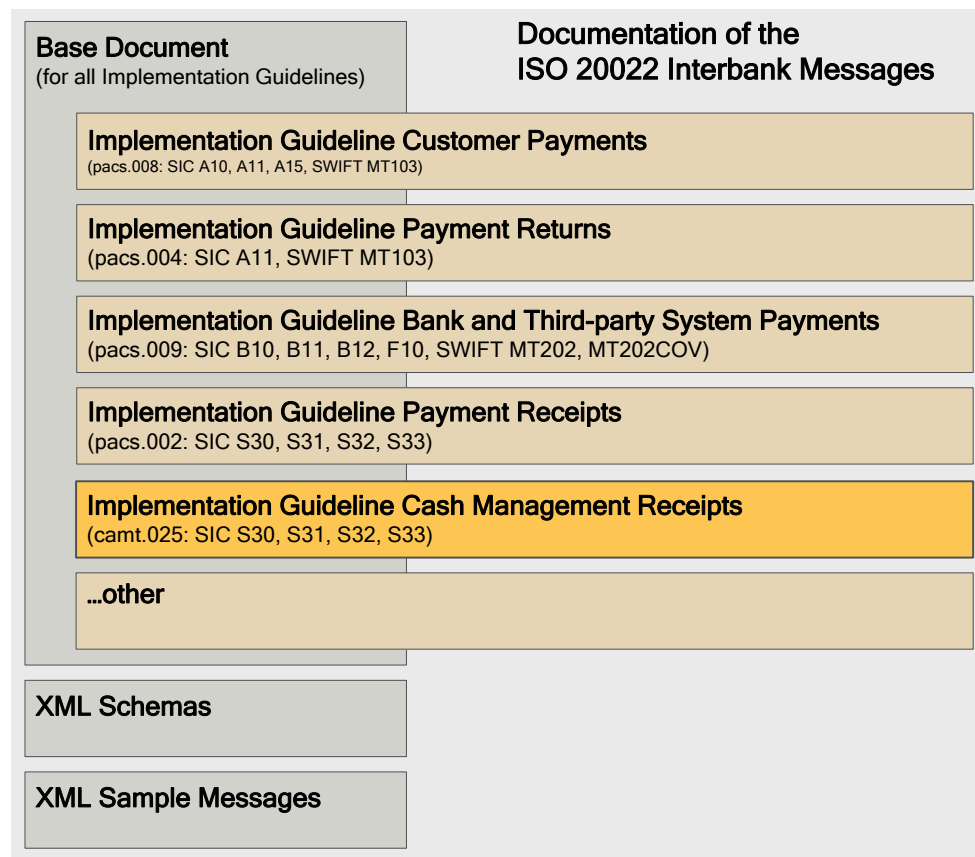 Base Document
(for all Implementation Guidelines)
Documentation of the
ISO 20022 Interbank Messages
Implementation Guideline Customer Payments
(pacs.008: SIC A10, A11, A15, SWIFT MT103)
Implementation Guideline Payment Returns
(pacs.004: SIC A11, SWIFT MT103)
Implementation Guideline Bank and Third-party System Payments
(pacs.009: SIC B10, B11, B12, F10, SWIFT MT202, MT202COV)
Implementation Guideline Payment Receipts
(pacs.002: SIC S30, S31, S32, S33)
Implementation Guideline Cash Management Receipts
(camt.025: SIC S30, S31, S32, S33)
...other
XML Schemas
XML Sample Messages